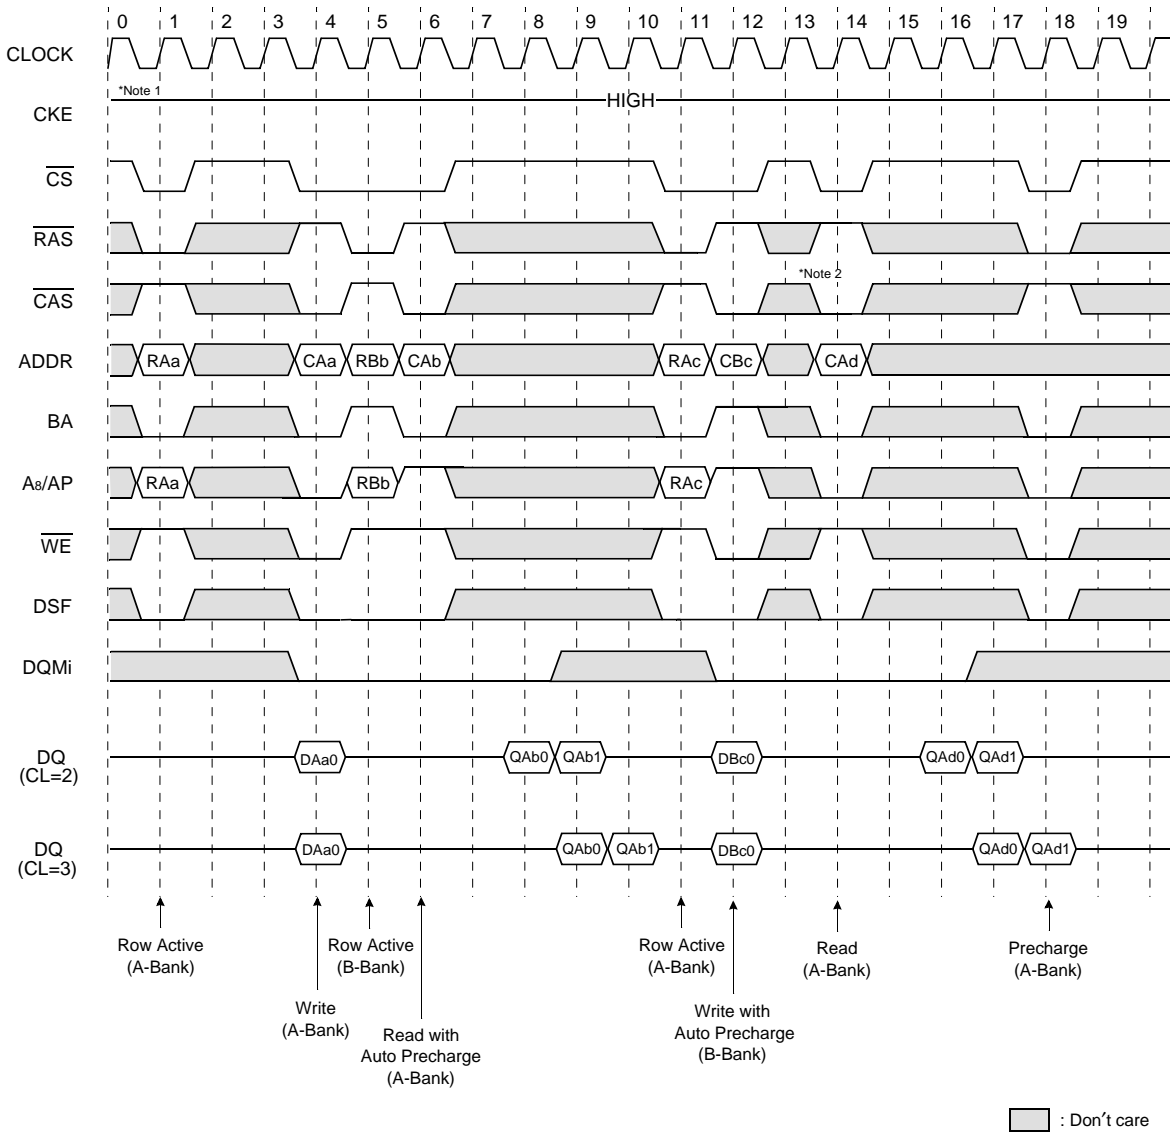 0 1 2 3 4 5 6 7 8 9 10 11 12 13 14 15 16 17 18 19
CLOCK
*Note 1
HIGH
CKE
CS
RAS
*Note 2
CAS
ADDR RAa CAa RBb CAb RAc CBc CAd
BA
A8/AP RAa RBb RAc
WE
DSF
DQMi
DQ
(CL=2)
DAa0 QAb0 QAb1 DBc0 QAd0 QAd1
DQ
(CL=3)
DAa0 QAb0 QAb1 DBc0 QAd0 QAd1
Row Active
(A-Bank)
Write
(A-Bank)
Row Active
(B-Bank)
Read with
Auto Precharge
(A-Bank)
Row Active
(A-Bank)
Write with
Auto Precharge
(B-Bank)
Read
(A-Bank)
Precharge
(A-Bank)
: Don′t care